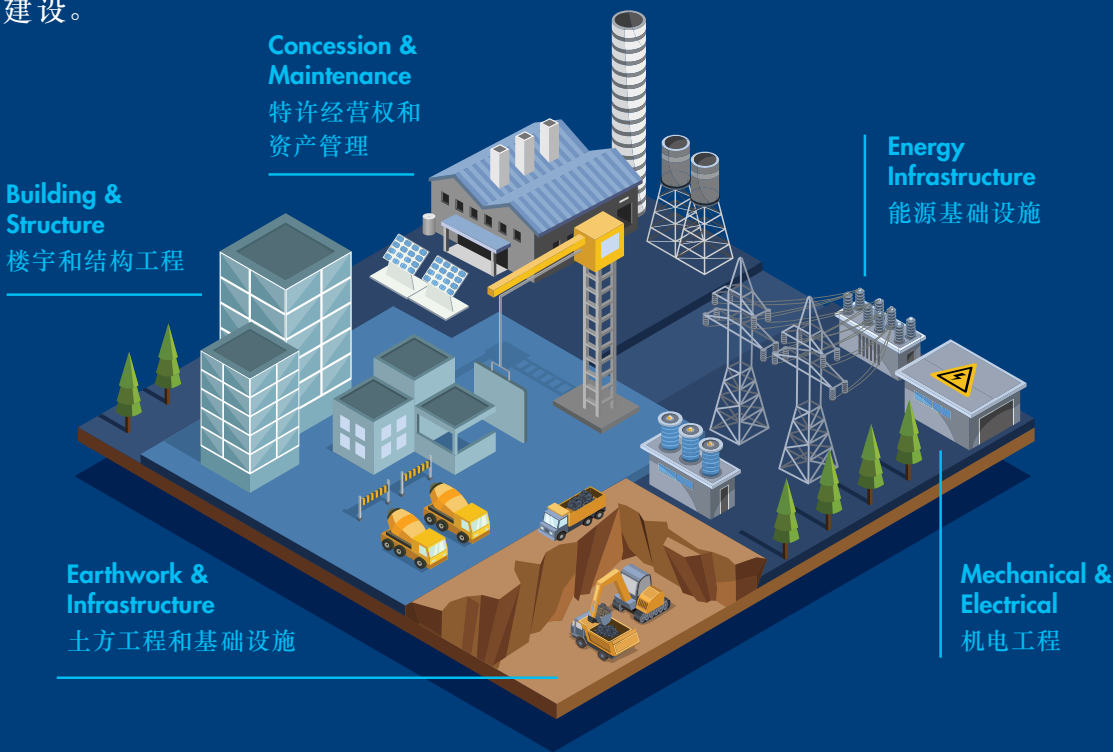 建设。
Concession &
Maintenance
特许经营权和
资产管理
Energy
Infrastructure
能源基础设施
Building &
Structure
楼宇和结构工程
Earthwork &
Infrastructure
土方工程和基础设施
Mechanical &
Electrical
机电工程